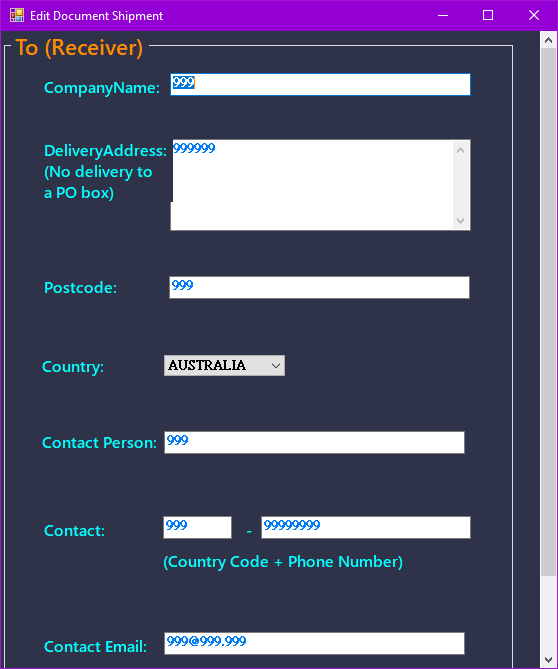 Edit Document Shipment
To (Receiver)
CompanyName: 999
DeliveryAddress: 999999
(No delivery to
a PO box)
Postcode: 999
Country: AUSTRALIA
Contact Person: 999
Contact: 999 - 99999999
(Country Code + Phone Number)
Contact Email: 999@999.999